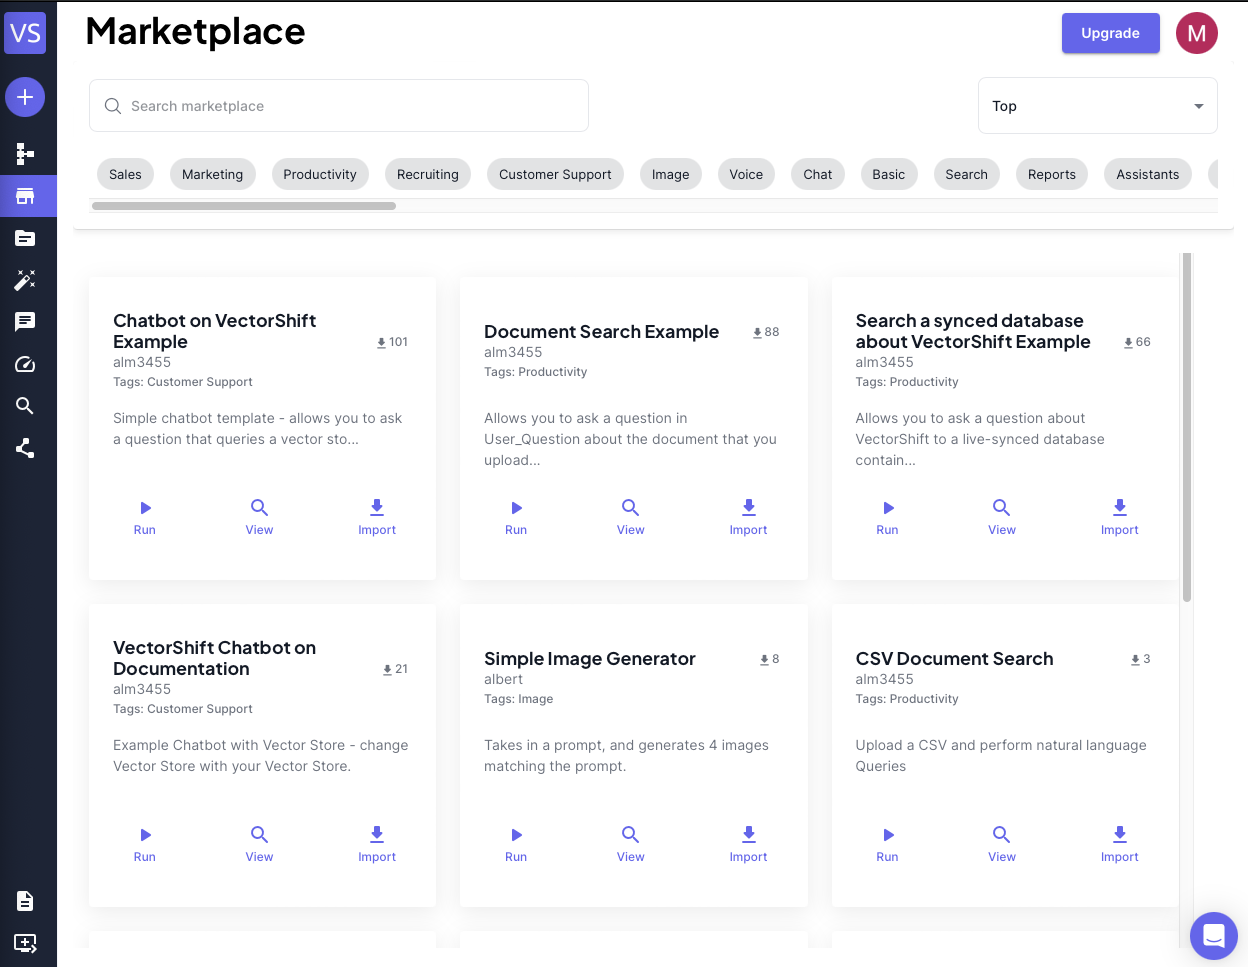 VS
Marketplace
Upgrade
M
Search marketplace
Top
Sales
Marketing
Productivity
Recruiting
Customer Support
Image
Voice
Chat
Basic
Search
Reports
Assistants
Chatbot on VectorShift
Example
101
alm3455
Tags: Customer Support
Simple chatbot template - allows you to ask
a question that queries a vector sto...
Run
View
Import
Document Search Example
88
alm3455
Tags: Productivity
Allows you to ask a question in
User_Question about the document that you
upload...
Run
View
Import
Search a synced database
about VectorShift Example
66
alm3455
Tags: Productivity
Allows you to ask a question about
VectorShift to a live-synced database
contain...
Run
View
Import
VectorShift Chatbot on
Documentation
21
alm3455
Tags: Customer Support
Example Chatbot with Vector Store - change
Vector Store with your Vector Store.
Run
View
Import
Simple Image Generator
8
albert
Tags: Image
Takes in a prompt, and generates 4 images
matching the prompt.
Run
View
Import
CSV Document Search
3
alm3455
Tags: Productivity
Upload a CSV and perform natural language
Queries
Run
View
Import